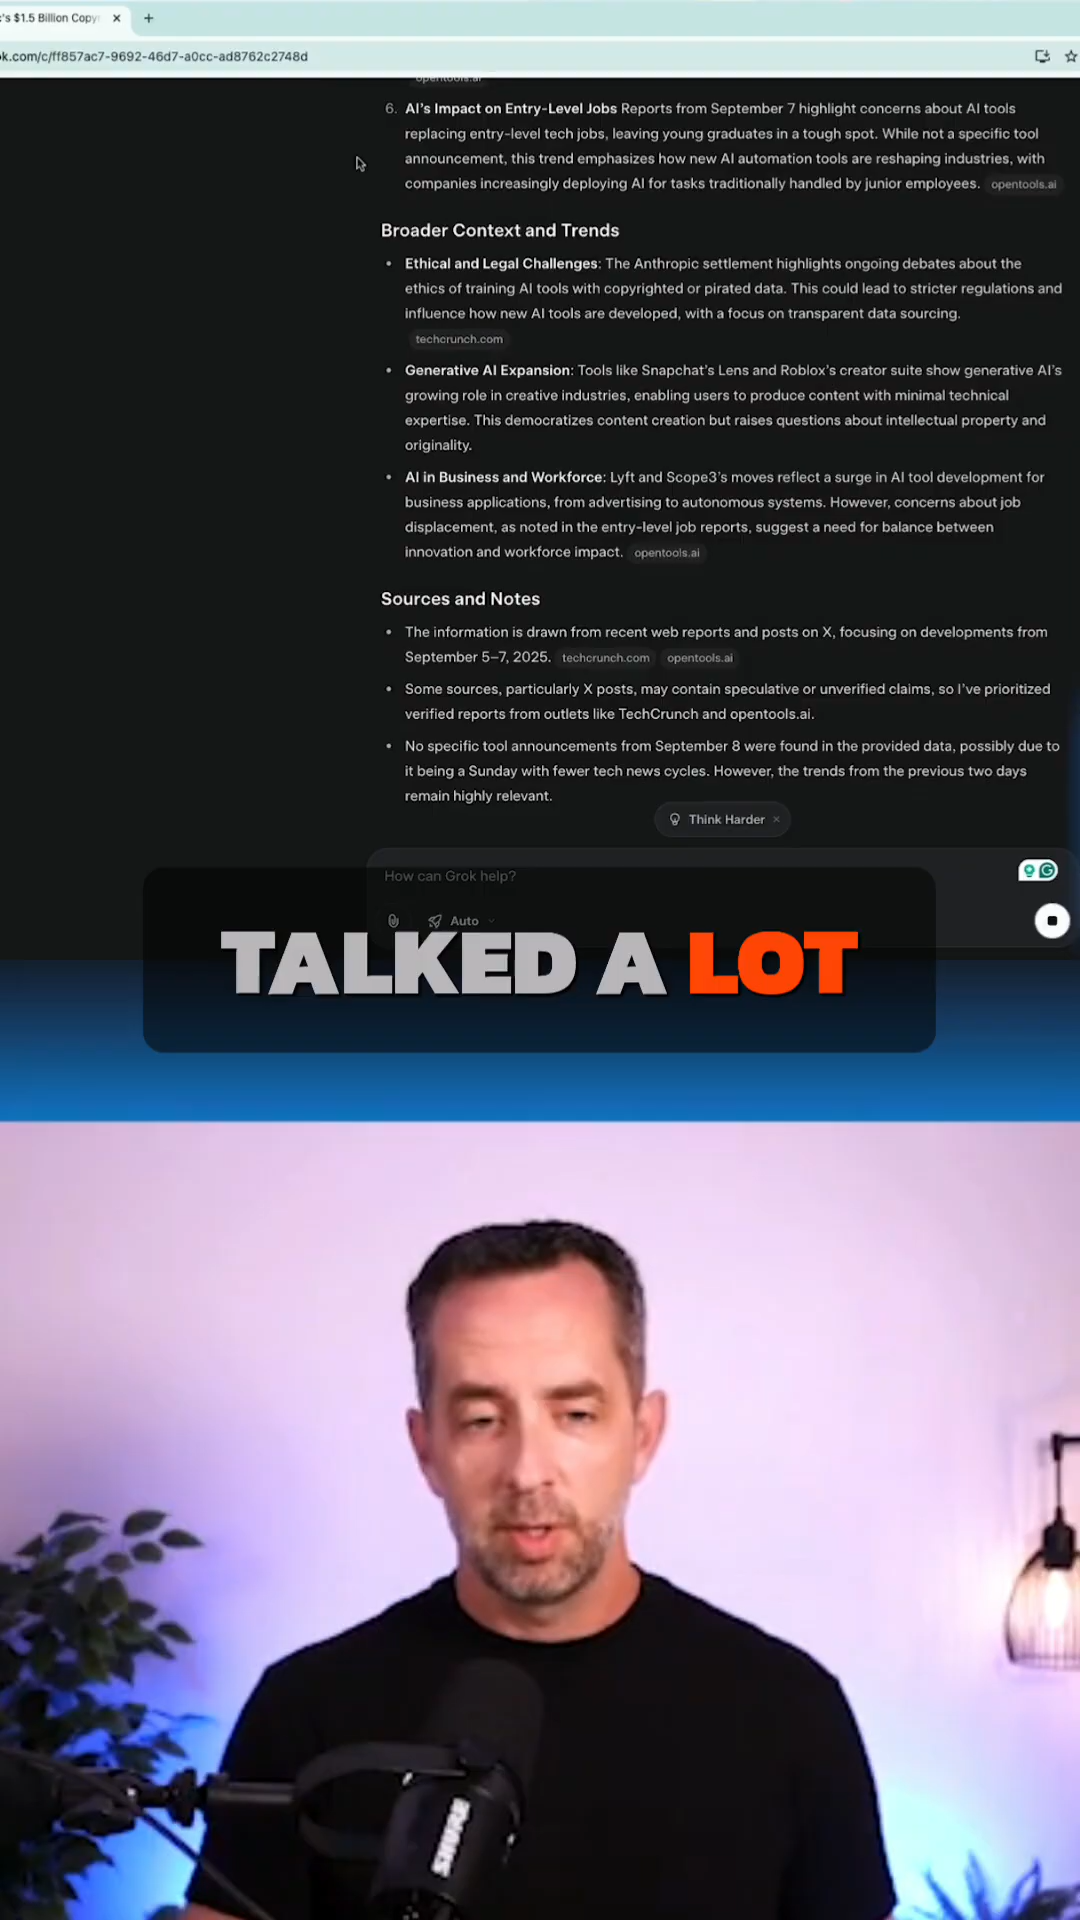 's $1.5 Billion Copy
k.com/c/ff857ac7-9692-46d7-a0cc-ad8762c2748d
opentools.ai
6. AI's Impact on Entry-Level Jobs Reports from September 7 highlight concerns about AI tools
replacing entry-level tech jobs, leaving young graduates in a tough spot. While not a specific tool
announcement, this trend emphasizes how new AI automation tools are reshaping industries, with
companies increasingly deploying AI for tasks traditionally handled by junior employees. opentools.ai
Broader Context and Trends
• Ethical and Legal Challenges: The Anthropic settlement highlights ongoing debates about the
ethics of training AI tools with copyrighted or pirated data. This could lead to stricter regulations and
influence how new AI tools are developed, with a focus on transparent data sourcing.
techcrunch.com
• Generative AI Expansion: Tools like Snapchat's Lens and Roblox's creator suite show generative AI's
growing role in creative industries, enabling users to produce content with minimal technical
expertise. This democratizes content creation but raises questions about intellectual property and
originality.
• AI in Business and Workforce: Lyft and Scope3's moves reflect a surge in AI tool development for
business applications, from advertising to autonomous systems. However, concerns about job
displacement, as noted in the entry-level job reports, suggest a need for balance between
innovation and workforce impact. opentools.ai
Sources and Notes
• The information is drawn from recent web reports and posts on X, focusing on developments from
September 5–7, 2025. techcrunch.com opentools.ai
• Some sources, particularly X posts, may contain speculative or unverified claims, so I've prioritized
verified reports from outlets like TechCrunch and opentools.ai.
• No specific tool announcements from September 8 were found in the provided data, possibly due to
it being a Sunday with fewer tech news cycles. However, the trends from the previous two days
remain highly relevant.
Think Harder
How can Grok help?
Auto
TALKED A LOT
SHURE